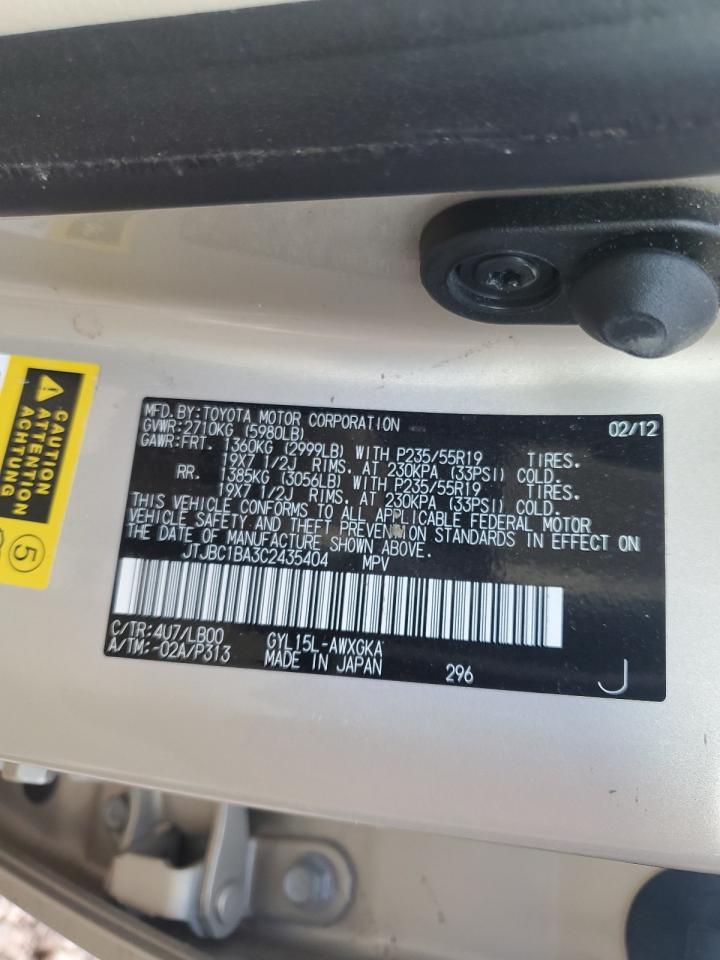 CAUTION
ATTENTION
5
MFD.BY:TOYOTA MOTOR CORPORATION 02/12
GVWR:2710KG (5980LB)
GAWR:FRT. 1360KG (2999LB) WITH P235/55R19 TIRES.
19X7 1/2J RIMS. AT 230KPA (33PSI) COLD.
RR. 1385KG (3056LB) WITH P235/55R19 TIRES.
19X7 1/2J RIMS. AT 230KPA (33PSI) COLD.
THIS VEHICLE CONFORMS TO ALL APPLICABLE FEDERAL MOTOR
VEHICLE SAFETY AND THEFT PREVENTION STANDARDS IN EFFECT ON
THE DATE OF MANUFACTURE SHOWN ABOVE.
JTJBC1BA3C2435404 MPV
C/TR:4U7/LB00 GYL15L-AWXGKA
A/TM:-02A/P313 MADE IN JAPAN 296 J